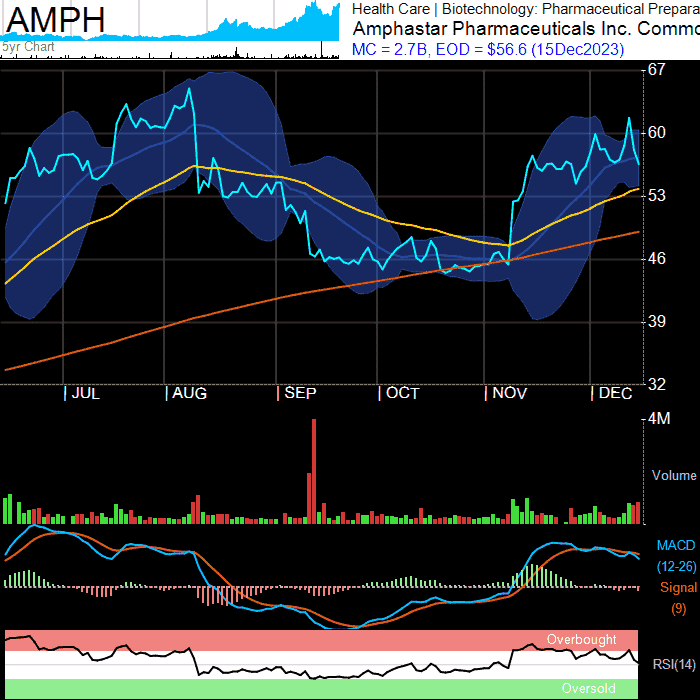 AMPH
5yr Chart
Health Care | Biotechnology: Pharmaceutical Prepara
Amphastar Pharmaceuticals Inc. Commo
MC = 2.7B, EOD = $56.6 (15Dec2023)
67
60
53
46
39
32
JUL
AUG
SEP
OCT
NOV
DEC
4M
Volume
MACD
(12-26)
Signal
(9)
Overbought
RSI(14)
Oversold